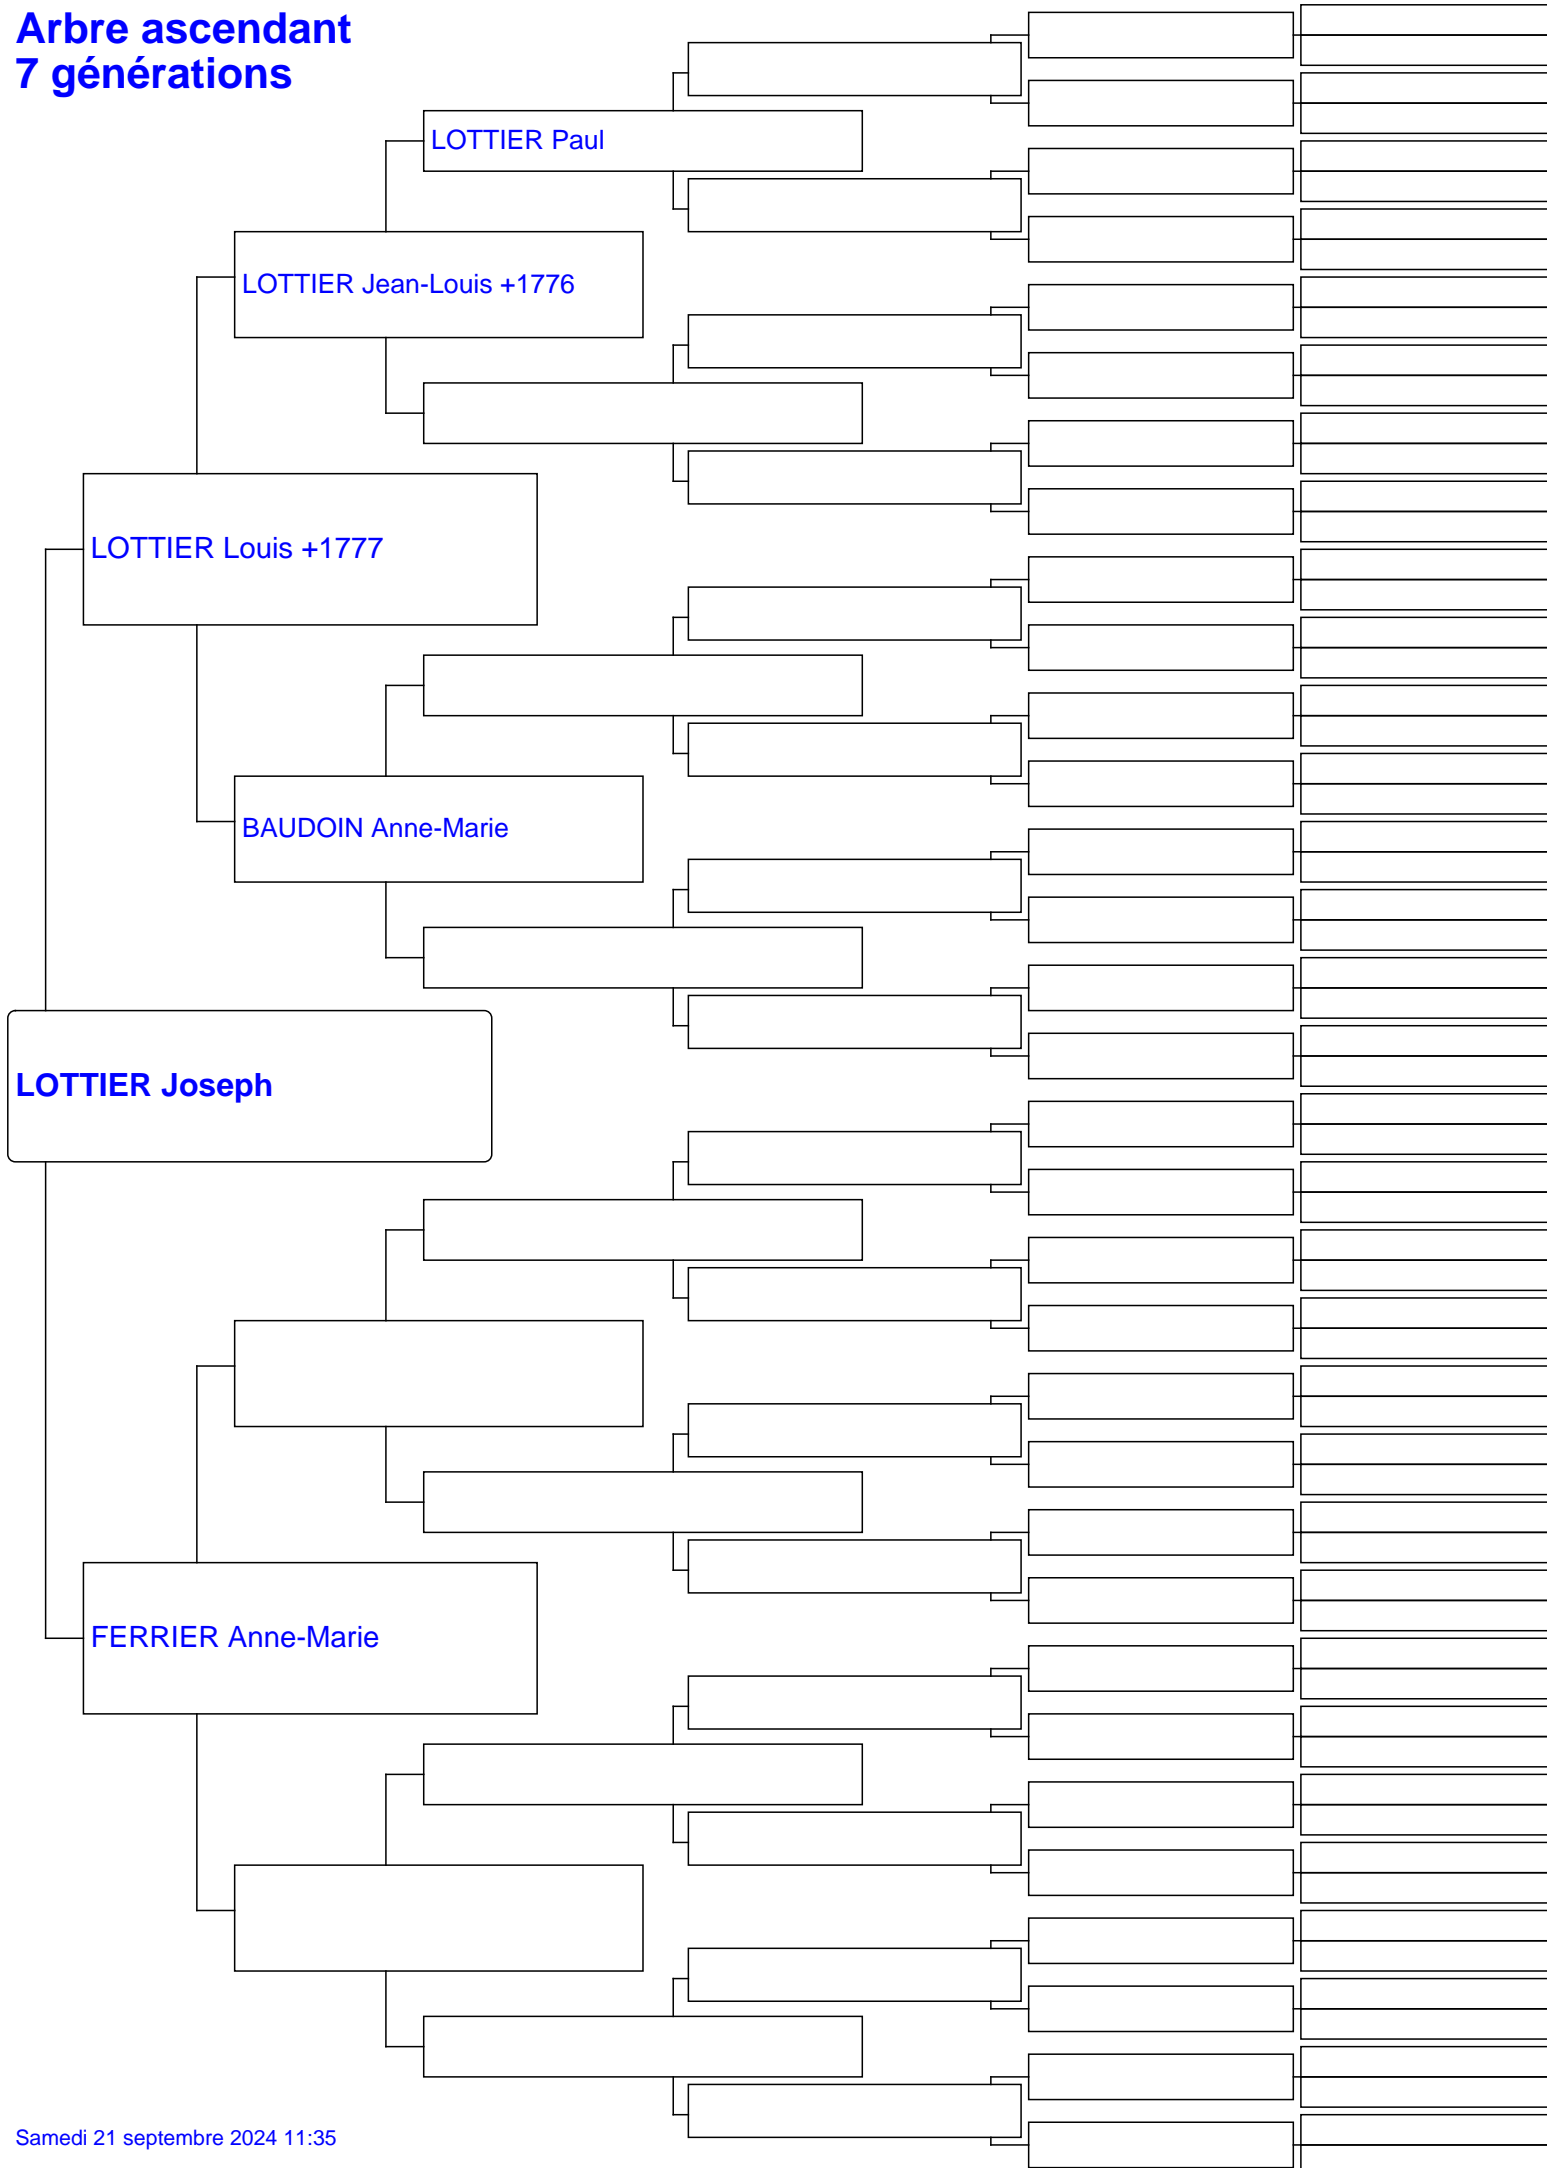 Arbre ascendant
7 générations
LOTTIER Paul
LOTTIER Jean-Louis +1776
LOTTIER Louis +1777
BAUDOIN Anne-Marie
LOTTIER Joseph
FERRIER Anne-Marie
Samedi 21 septembre 2024 11:35